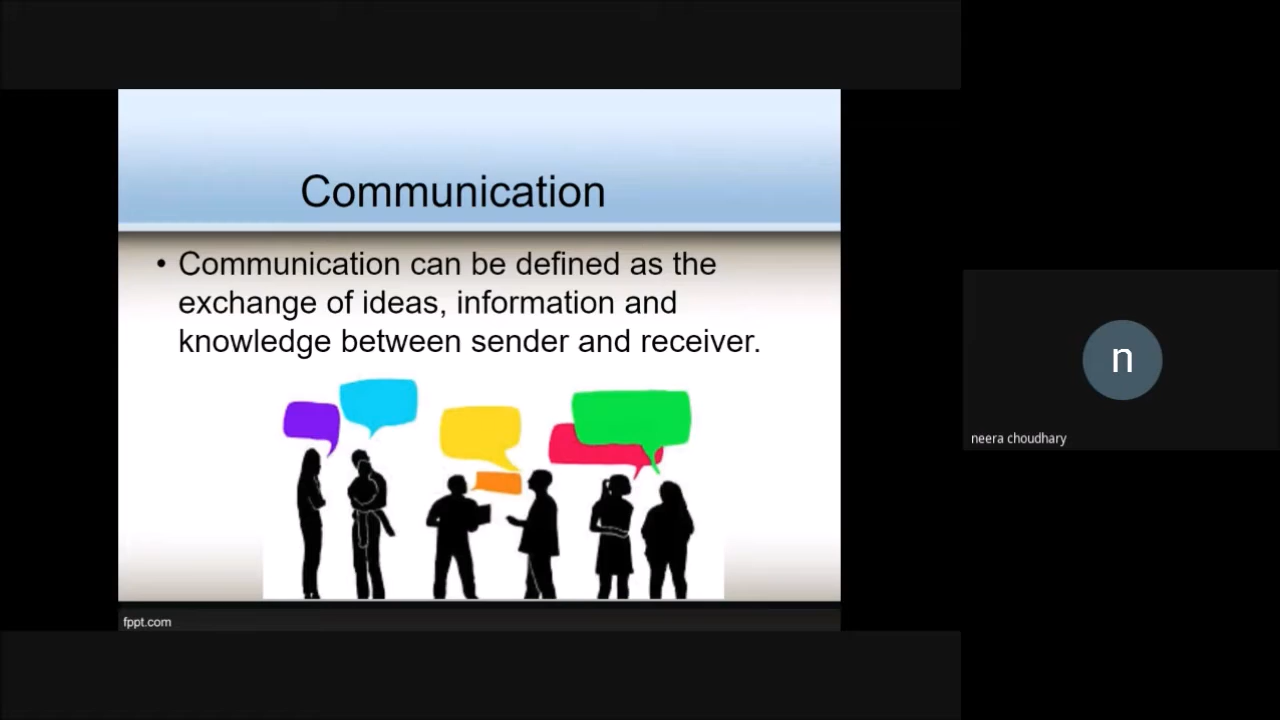 Communication
• Communication can be defined as the
exchange of ideas, information and
knowledge between sender and receiver.
n
neera choudhary
fppt.com